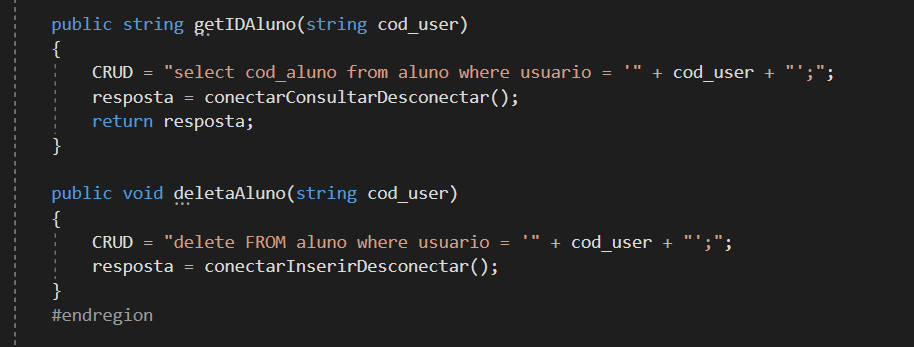 public string getIDAluno(string cod_user)
{
CRUD = "select cod_aluno from aluno where usuario = '" + cod_user + "';";
resposta = conectarConsultarDesconectar();
return resposta;
}
public void deletaAluno(string cod_user)
{
CRUD = "delete FROM aluno where usuario = '" + cod_user + "';";
resposta = conectarInserirDesconectar();
}
#endregion